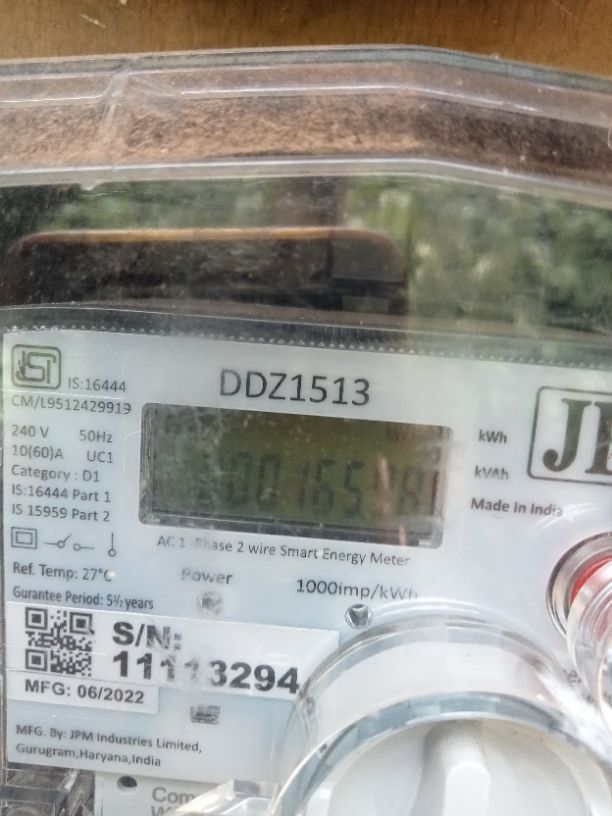 IS:16444
CM/L9512429919
DDZ1513
240 V 50Hz
10(60)A UC1
Category : D1
IS:16444 Part 1
IS 15959 Part 2
kWh
kVAh
Made In India
AC 1-Phase 2 wire Smart Energy Meter
Ref. Temp: 27°C
Power
1000imp/kWh
Gurantee Period: 5½ years
S/N:
MFG: 06/2022
MFG. By: JPM Industries Limited,
Gurugram,Haryana,India
Com